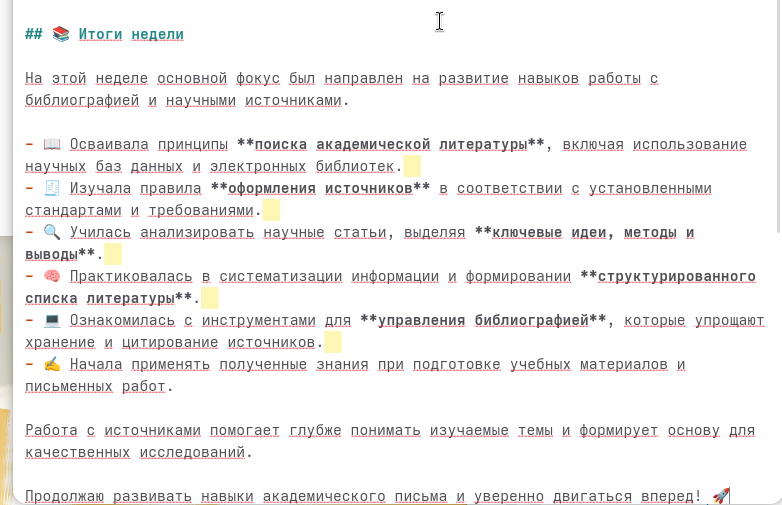 ## 📚 Итоги недели
На этой неделе основной фокус был направлен на развитие навыков работы с
библиографией и научными источниками.
- 📖 Осваивала принципы **поиска академической литературы**, включая использование
научных баз данных и электронных библиотек.
- 🧾 Изучала правила **оформления источников** в соответствии с установленными
стандартами и требованиями.
- 🔍 Училась анализировать научные статьи, выделяя **ключевые идеи, методы и
выводы**.
- 🧠 Практиковалась в систематизации информации и формировании **структурированного
списка литературы**.
- 💻 Ознакомилась с инструментами для **управления библиографией**, которые упрощают
хранение и цитирование источников.
- ✍️ Начала применять полученные знания при подготовке учебных материалов и
письменных работ.
Работа с источниками помогает глубже понимать изучаемые темы и формирует основу для
качественных исследований.
Продолжаю развивать навыки академического письма и уверенно двигаться вперед! 🚀